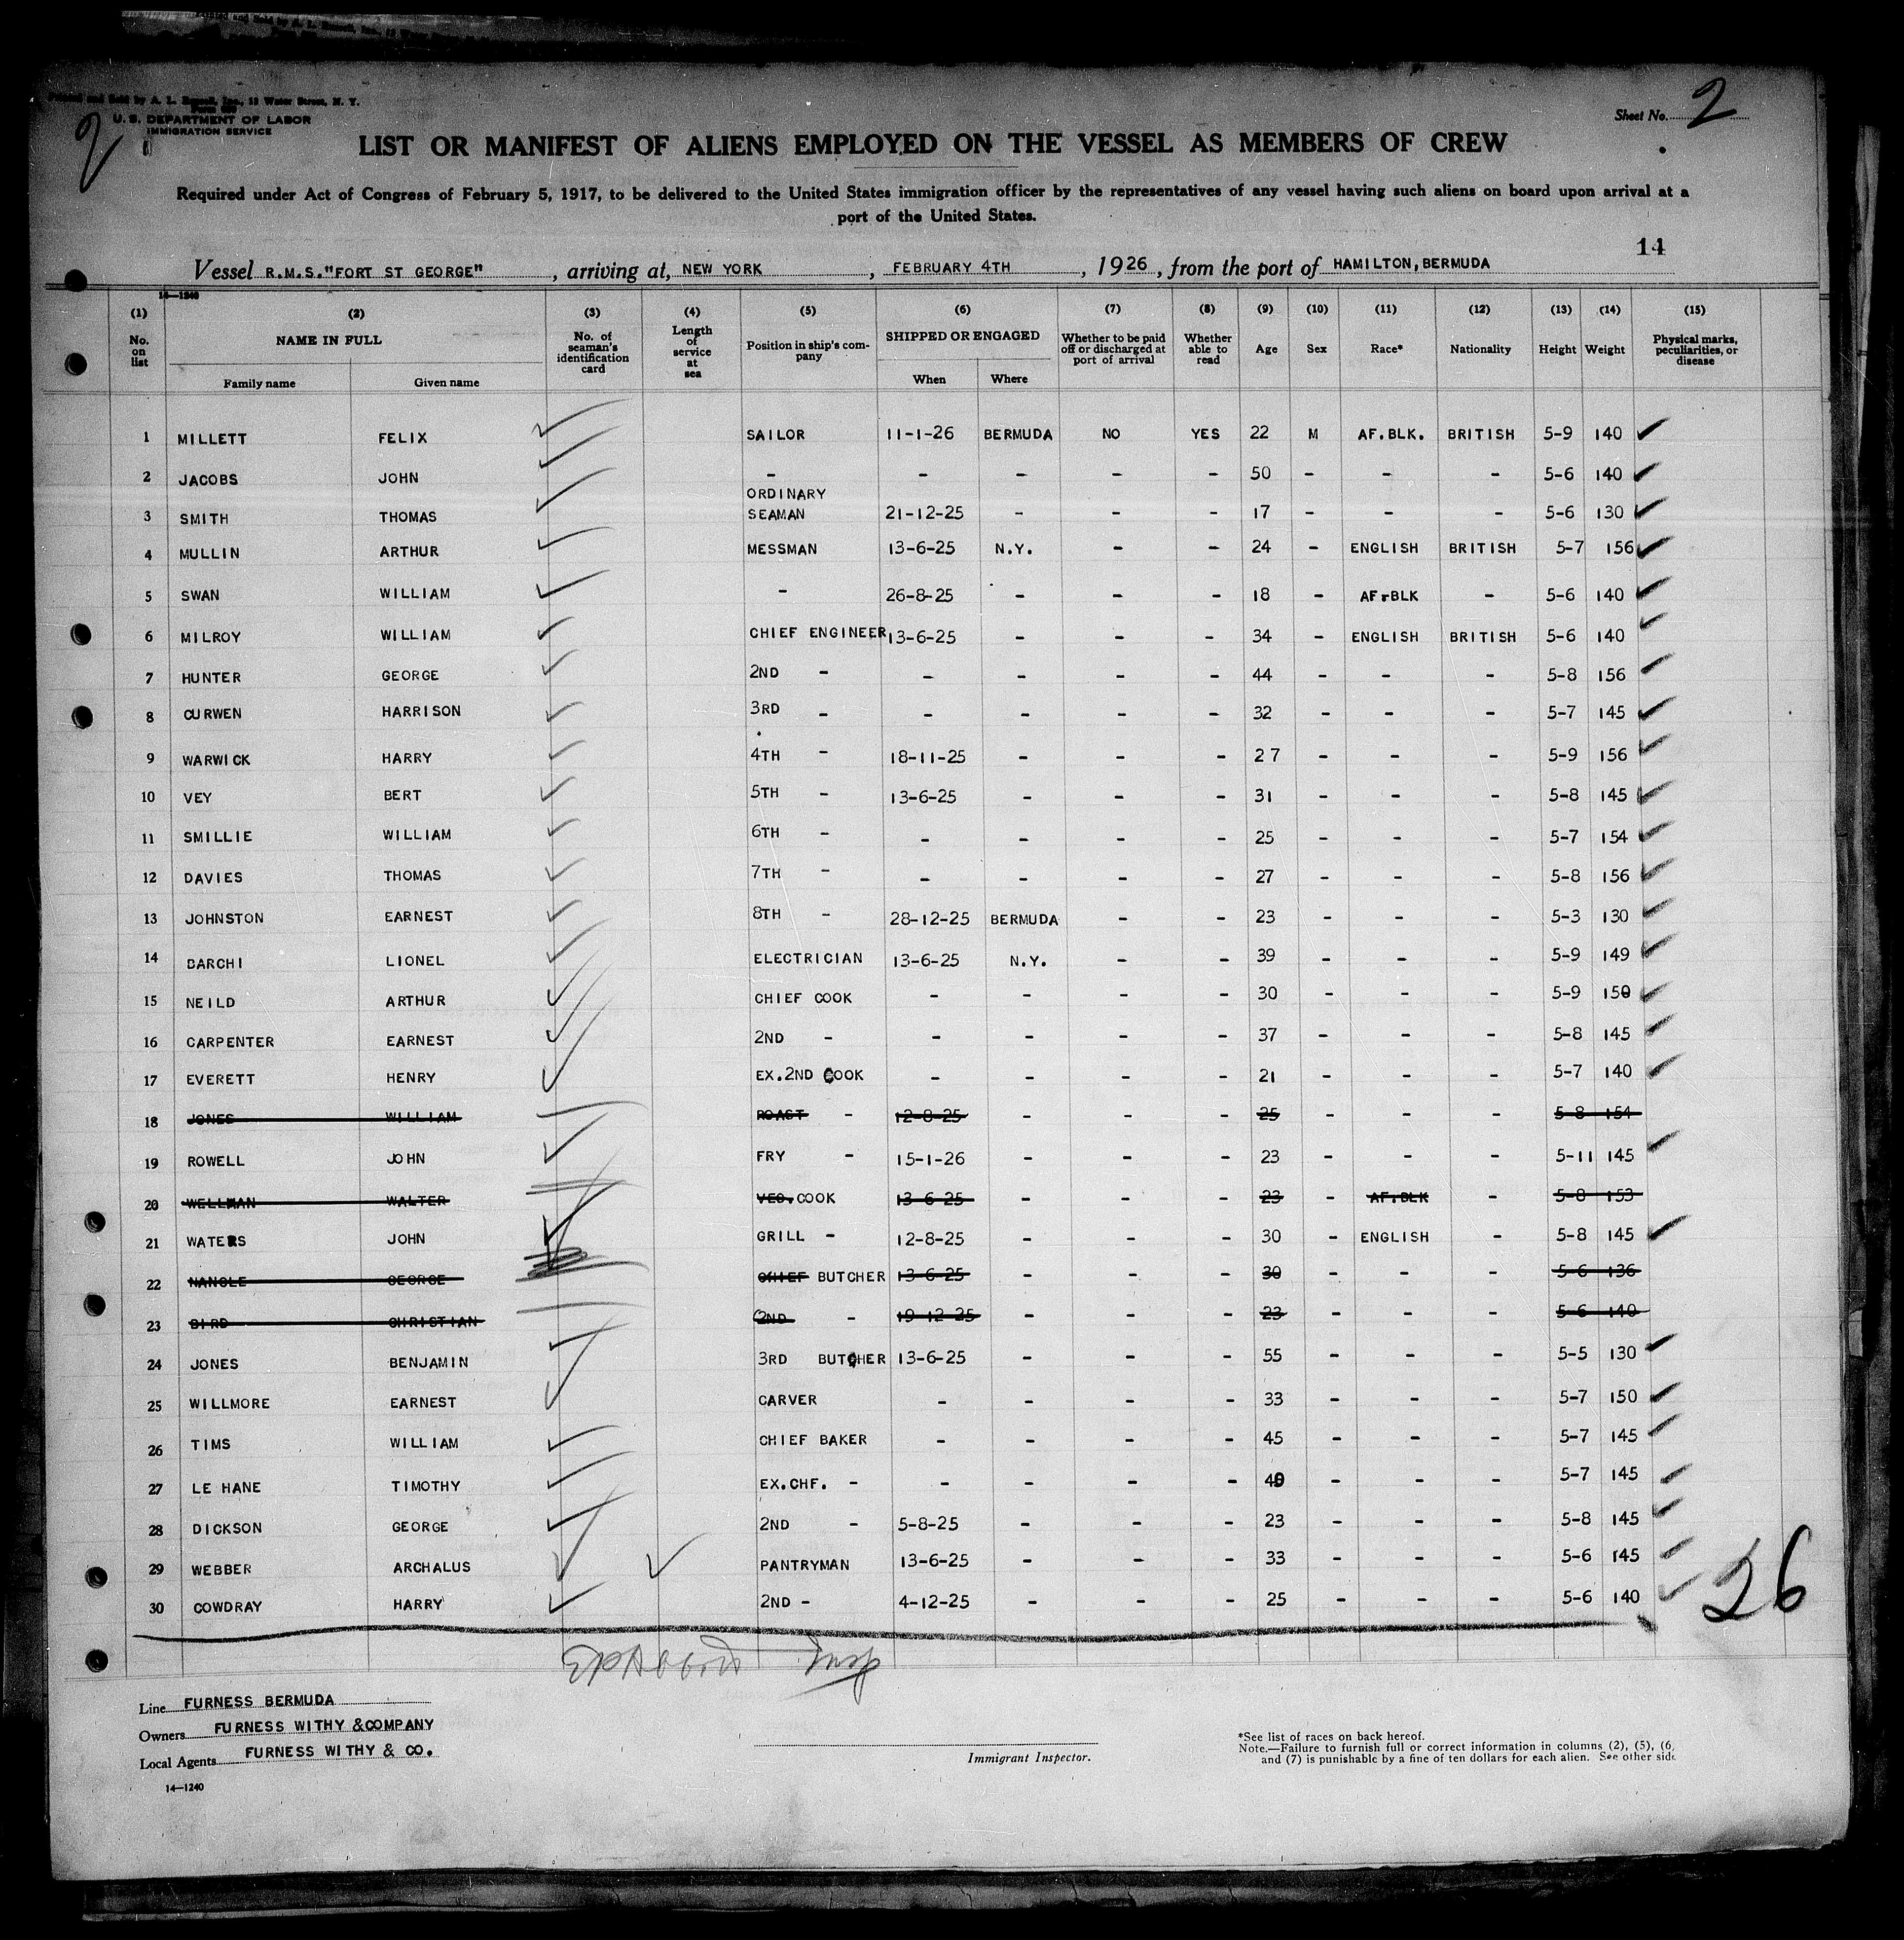 Printed and Sold by A. L. Russell, Inc., 12 Water Street, N. Y.
U. S. DEPARTMENT OF LABOR
IMMIGRATION SERVICE
2
Sheet No. 2
LIST OR MANIFEST OF ALIENS EMPLOYED ON THE VESSEL AS MEMBERS OF CREW
Required under Act of Congress of February 5, 1917, to be delivered to the United States immigration officer by the representatives of any vessel having such aliens on board upon arrival at a
port of the United States.
14
Vessel R.M.S."FORT ST GEORGE", arriving at, NEW YORK, FEBRUARY 4TH, 1926, from the port of HAMILTON,BERMUDA
14—1240
(1) No. on list (2) NAME IN FULL Family name Given name (3) No. of seaman's identification card (4) Length of service at sea (5) Position in ship's company (6) SHIPPED OR ENGAGED When Where (7) Whether to be paid off or discharged at port of arrival (8) Whether able to read (9) Age (10) Sex (11) Race* (12) Nationality (13) Height (14) Weight (15) Physical marks, peculiarities, or disease
1 MILLETT FELIX SAILOR 11-1-26 BERMUDA NO YES 22 M AF.BLK. BRITISH 5-9 140
2 JACOBS JOHN - - - - - 50 - - - 5-6 140
3 SMITH THOMAS ORDINARY SEAMAN 21-12-25 - - - 17 - - - 5-6 130
4 MULLIN ARTHUR MESSMAN 13-6-25 N.Y. - - 24 - ENGLISH BRITISH 5-7 156
5 SWAN WILLIAM - 26-8-25 - - - 18 - AF.BLK - 5-6 140
6 MILROY WILLIAM CHIEF ENGINEER 13-6-25 - - - 34 - ENGLISH BRITISH 5-6 140
7 HUNTER GEORGE 2ND - - - - - 44 - - - 5-8 156
8 CURWEN HARRISON 3RD - - - - - 32 - - - 5-7 145
9 WARWICK HARRY 4TH - 18-11-25 - - - 27 - - - 5-9 156
10 VEY BERT 5TH - 13-6-25 - - - 31 - - - 5-8 145
11 SMILLIE WILLIAM 6TH - - - - - 25 - - - 5-7 154
12 DAVIES THOMAS 7TH - - - - - 27 - - - 5-8 156
13 JOHNSTON EARNEST 8TH - 28-12-25 BERMUDA - - 23 - - - 5-3 130
14 BARCHI LIONEL ELECTRICIAN 13-6-25 N.Y. - - 39 - - - 5-9 149
15 NEILD ARTHUR CHIEF COOK - - - - 30 - - - 5-9 150
16 CARPENTER EARNEST 2ND - - - - - 37 - - - 5-8 145
17 EVERETT HENRY EX.2ND COOK - - - - 21 - - - 5-7 140
18 JONES WILLIAM ROAST - 12-8-25 - - - 25 - - - 5-8 154
19 ROWELL JOHN FRY - 15-1-26 - - - 23 - - - 5-11 145
20 WELLMAN WALTER VEG.COOK 13-6-25 - - - 23 - AF.BLK - 5-8 153
21 WATERS JOHN GRILL - 12-8-25 - - - 30 - ENGLISH - 5-8 145
22 NANGLE GEORGE CHIEF BUTCHER 13-6-25 - - - 30 - - - 5-6 136
23 BIRD CHRISTIAN 2ND - 19-12-25 - - - 23 - - - 5-6 140
24 JONES BENJAMIN 3RD BUTCHER 13-6-25 - - - 55 - - - 5-5 130
25 WILLMORE EARNEST CARVER - - - - 33 - - - 5-7 150
26 TIMS WILLIAM CHIEF BAKER - - - - 45 - - - 5-7 145
27 LE HANE TIMOTHY EX.CHF. - - - - - 40 - - - 5-7 145
28 DICKSON GEORGE 2ND - 5-8-25 - - - 23 - - - 5-8 145
29 WEBBER ARCHALUS PANTRYMAN 13-6-25 - - - 33 - - - 5-6 145
30 COWDRAY HARRY 2ND - 4-12-25 - - - 25 - - - 5-6 140
26
Line FURNESS BERMUDA
Owners FURNESS WITHY &COMPANY
Local Agents FURNESS WITHY & CO.
14—1240
Immigrant Inspector.
*See list of races on back hereof.
Note.—Failure to furnish full or correct information in columns (2), (5), (6,
and (7) is punishable by a fine of ten dollars for each alien. See other side